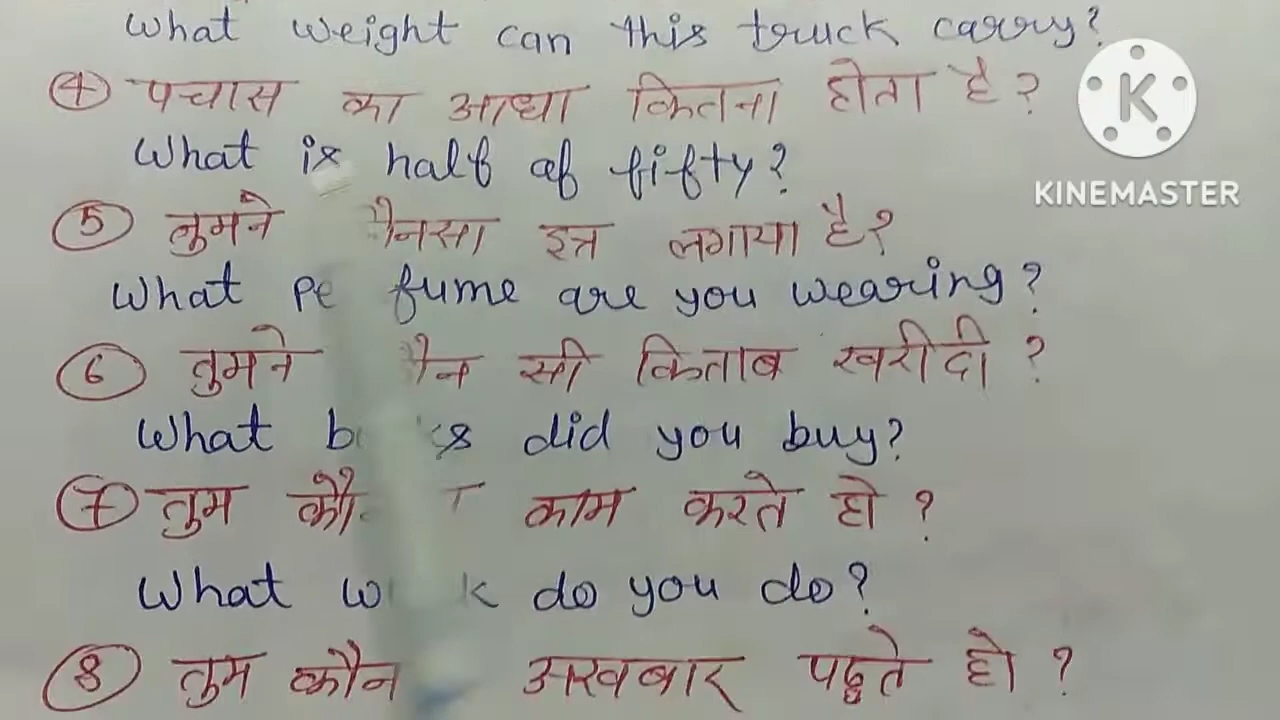 What weight can this truck carry?
④ पचास का आधा कितना होता है?
K
KINEMASTER
What is half of fifty?
⑤ तुमने इत्र लगाया है?
What are you wearing?
⑥ तुमने सी किताब खरीदी ?
What did you buy?
⑦ तुम काम करते हो ?
What do you do?
⑧ तुम कौन अखबार पढ़ते हो ?